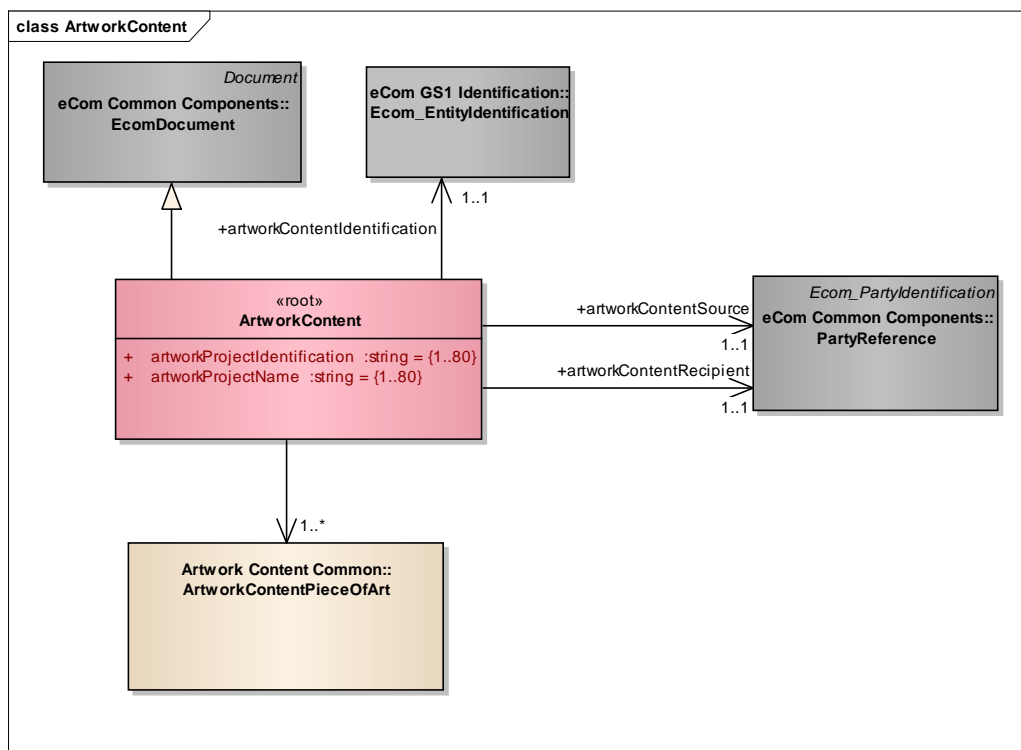 class ArtworkContent
Document
eCom Common Components::
EcomDocument
eCom GS1 Identification::
Ecom_EntityIdentification
1..1
+artworkContentIdentification
«root»
ArtworkContent
+ artworkProjectIdentification :string = {1..80}
+ artworkProjectName :string = {1..80}
+artworkContentSource
1..1
+artworkContentRecipient
1..1
Ecom_PartyIdentification
eCom Common Components::
PartyReference
1..*
Artwork Content Common::
ArtworkContentPieceOfArt